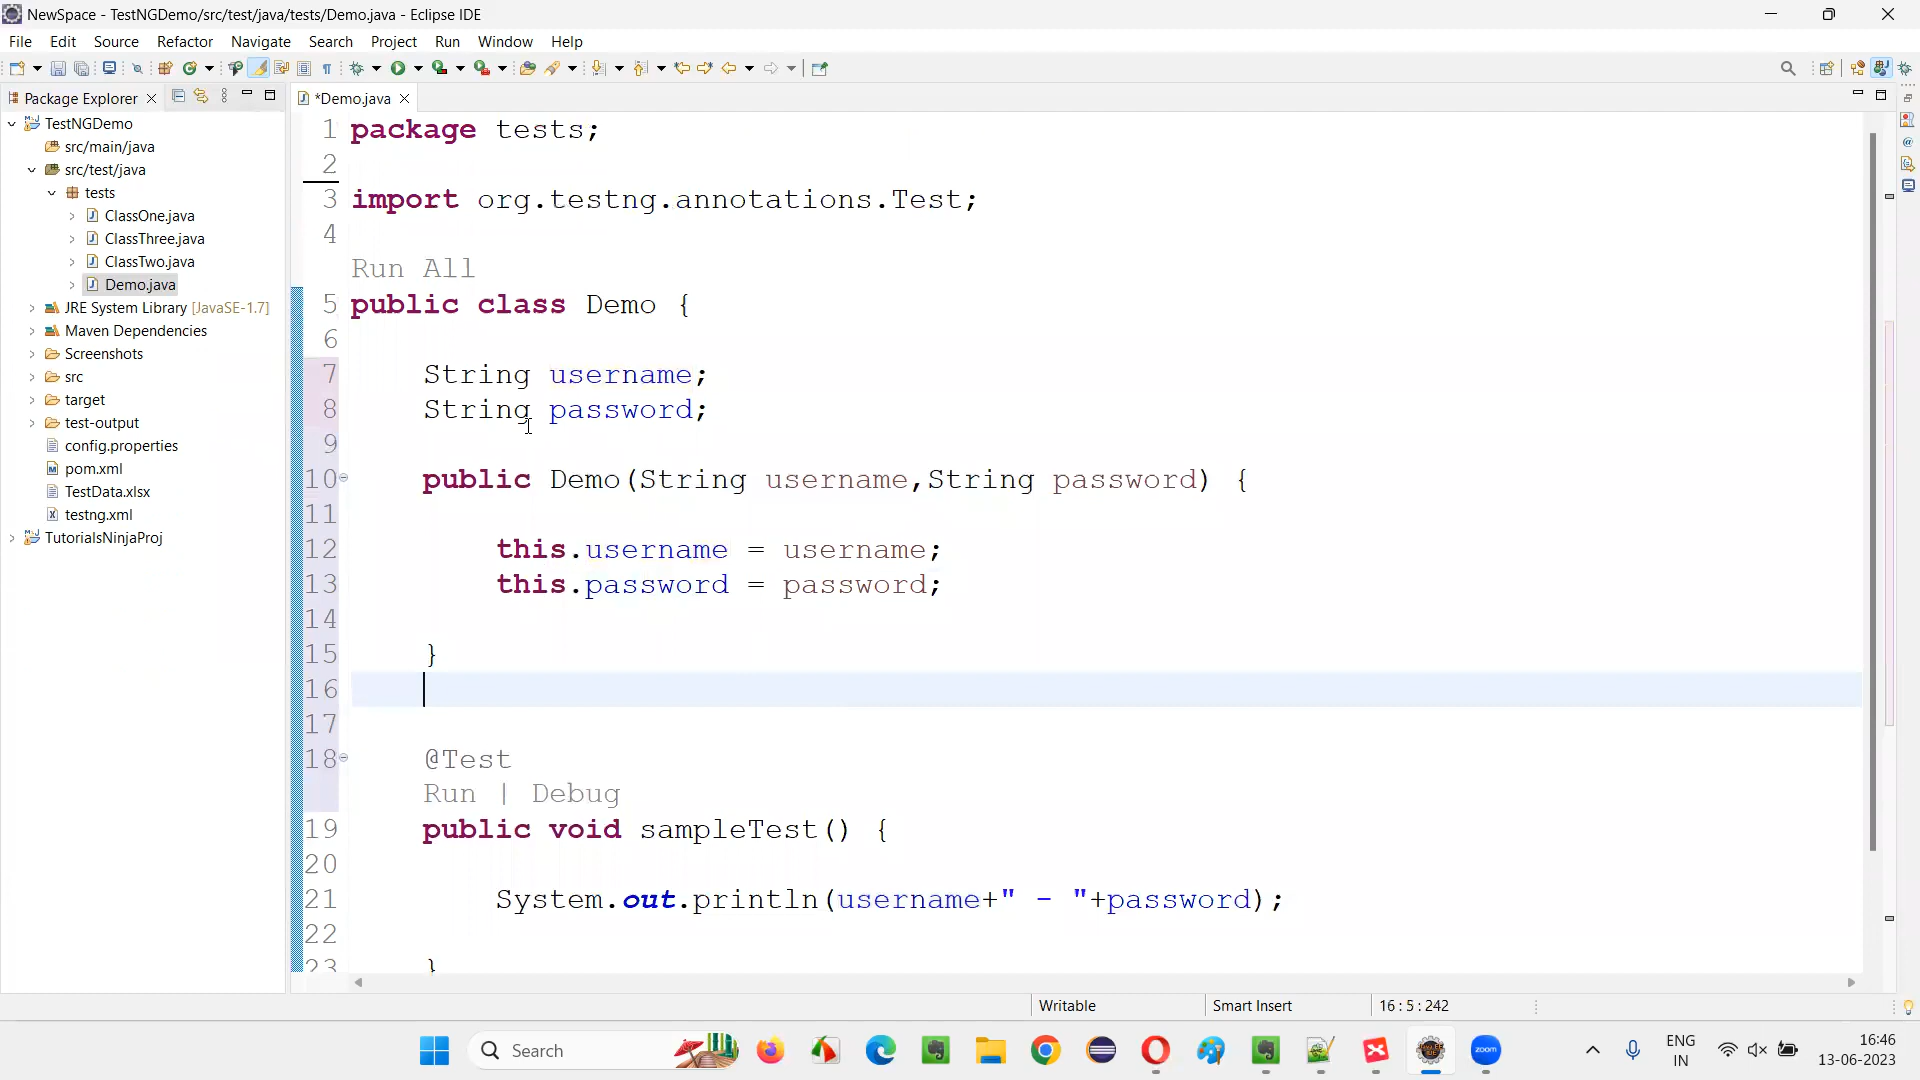 NewSpace - TestNGDemo/src/test/java/tests/Demo.java - Eclipse IDE
File Edit Source Refactor Navigate Search Project Run Window Help
Package Explorer
TestNGDemo
src/main/java
src/test/java
tests
ClassOne.java
ClassThree.java
ClassTwo.java
Demo.java
JRE System Library [JavaSE-1.7]
Maven Dependencies
Screenshots
src
target
test-output
config.properties
pom.xml
TestData.xlsx
testng.xml
TutorialsNinjaProj
*Demo.java
1 package tests;
2
3 import org.testng.annotations.Test;
4
Run All
5 public class Demo {
6
7 String username;
8 String password;
9
10 public Demo(String username,String password) {
11
12 this.username = username;
13 this.password = password;
14
15 }
16
17
18 @Test
Run | Debug
19 public void sampleTest() {
20
21 System.out.println(username+" - "+password);
22
23 }
Writable Smart Insert 16 : 5 : 242
Search
zoom
ENG
IN
16:46
13-06-2023